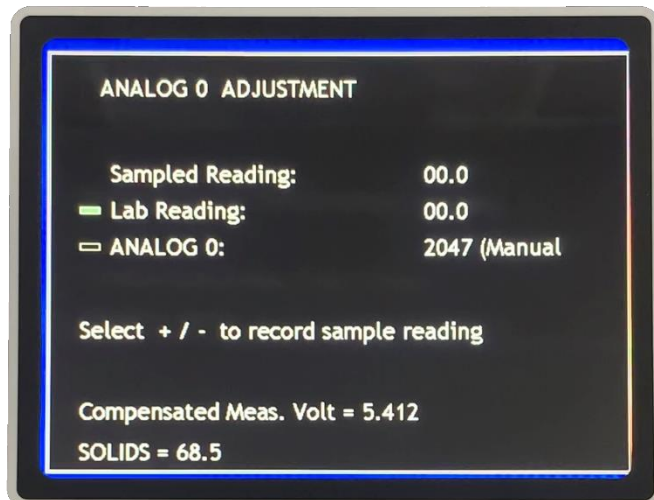 ANALOG 0 ADJUSTMENT
Sampled Reading: 00.0
Lab Reading: 00.0
ANALOG 0: 2047 (Manual
Select + / - to record sample reading
Compensated Meas. Volt = 5.412
SOLIDS = 68.5